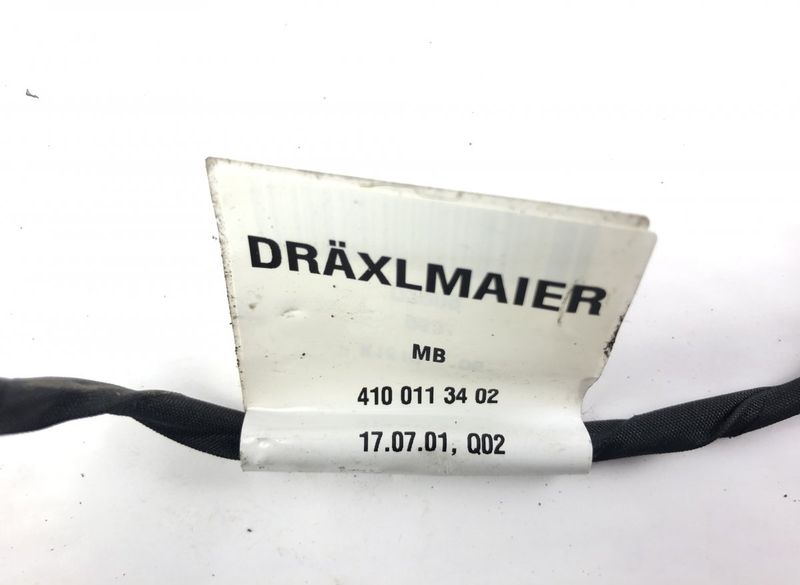 DRÄXLMAIER
MB
410 011 34 02
17.07.01, Q02